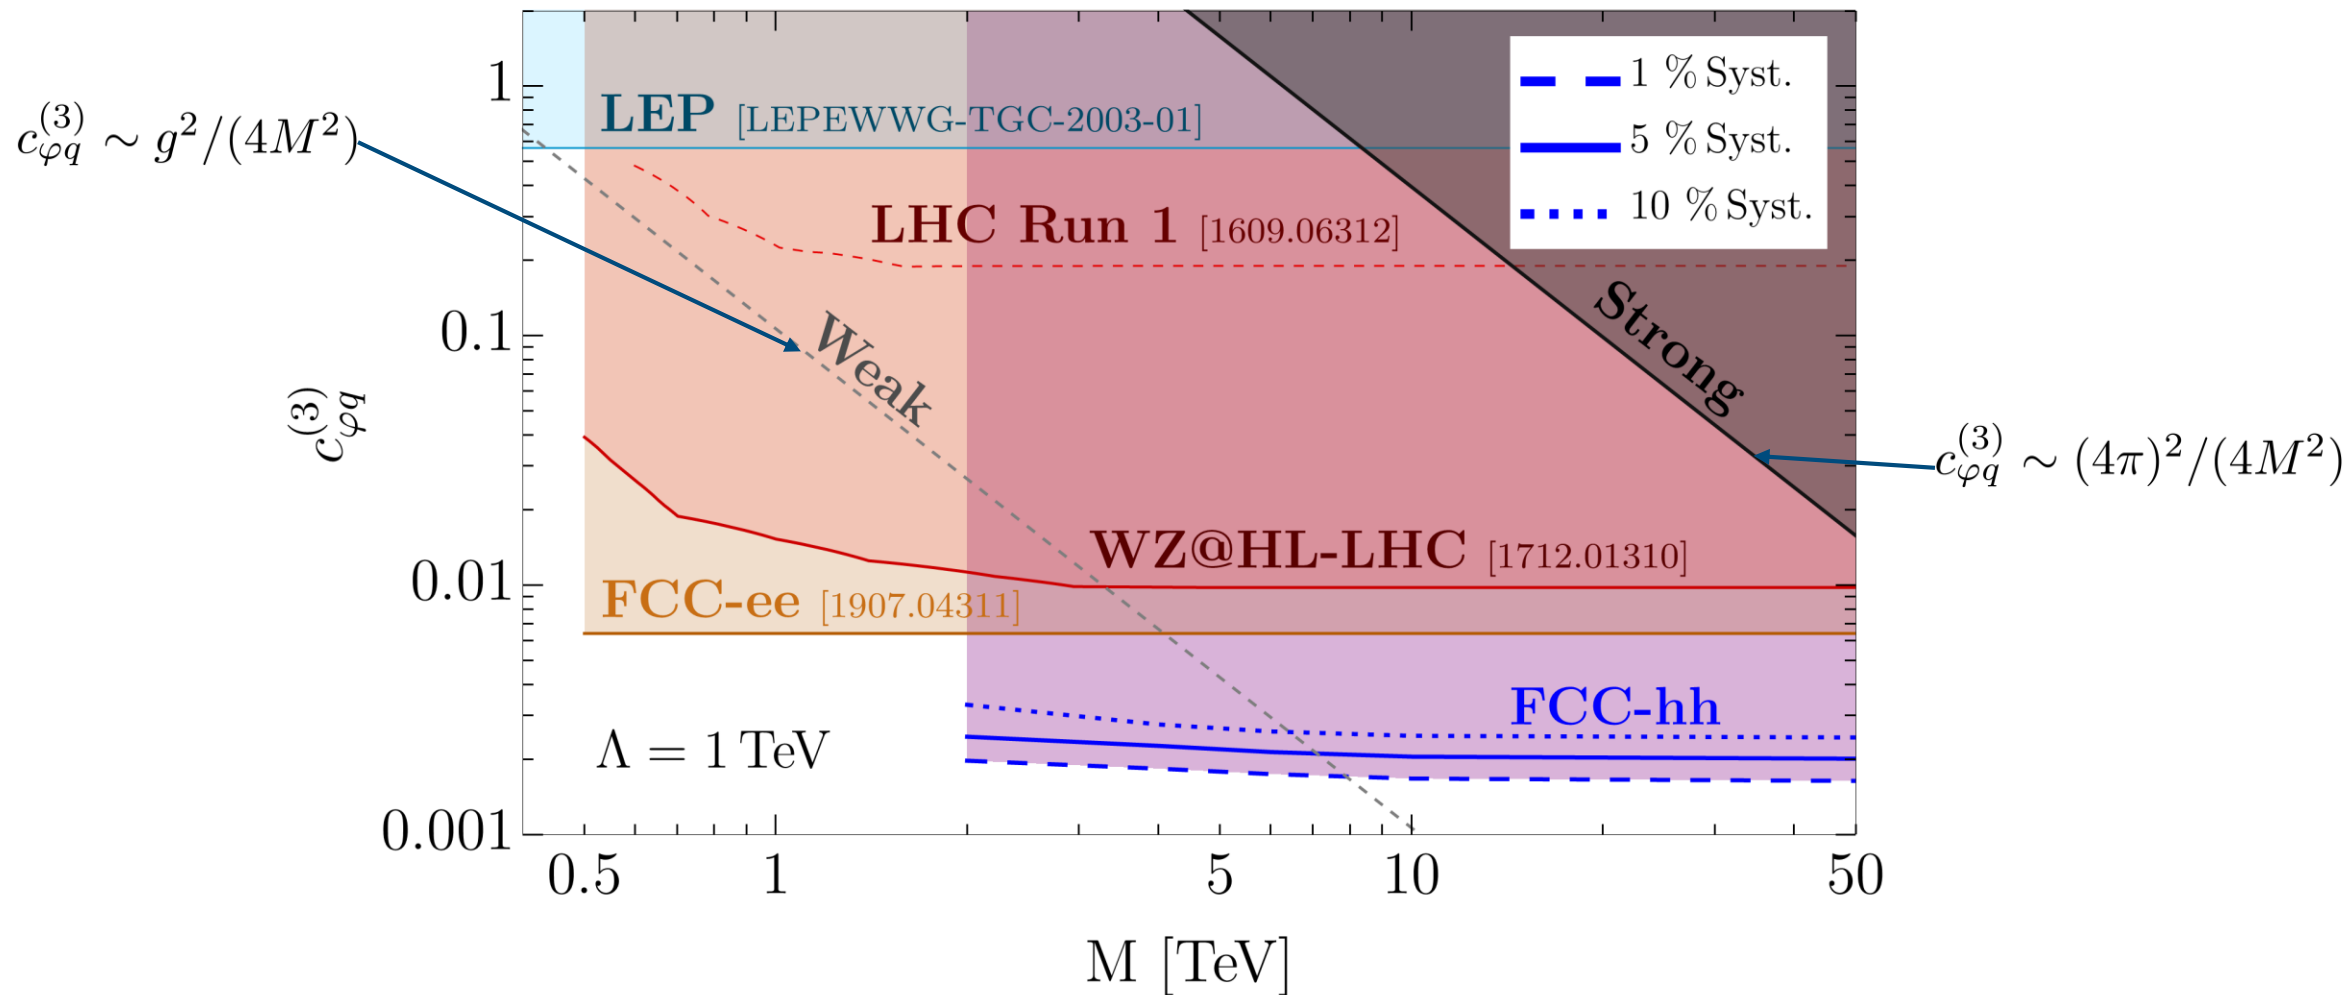 1 % Syst.
5 % Syst.
10 % Syst.
LEP [LEPEWWG-TGC-2003-01]
c_{φq}^{(3)} ∼ g^2/(4M^2)
LHC Run 1 [1609.06312]
Weak
Strong
c_{φq}^{(3)} ∼ (4π)^2/(4M^2)
WZ@HL-LHC [1712.01310]
FCC-ee [1907.04311]
FCC-hh
Λ = 1 TeV
c_{φq}^{(3)}
1
0.1
0.01
0.001
0.5 1 5 10 50
M [TeV]